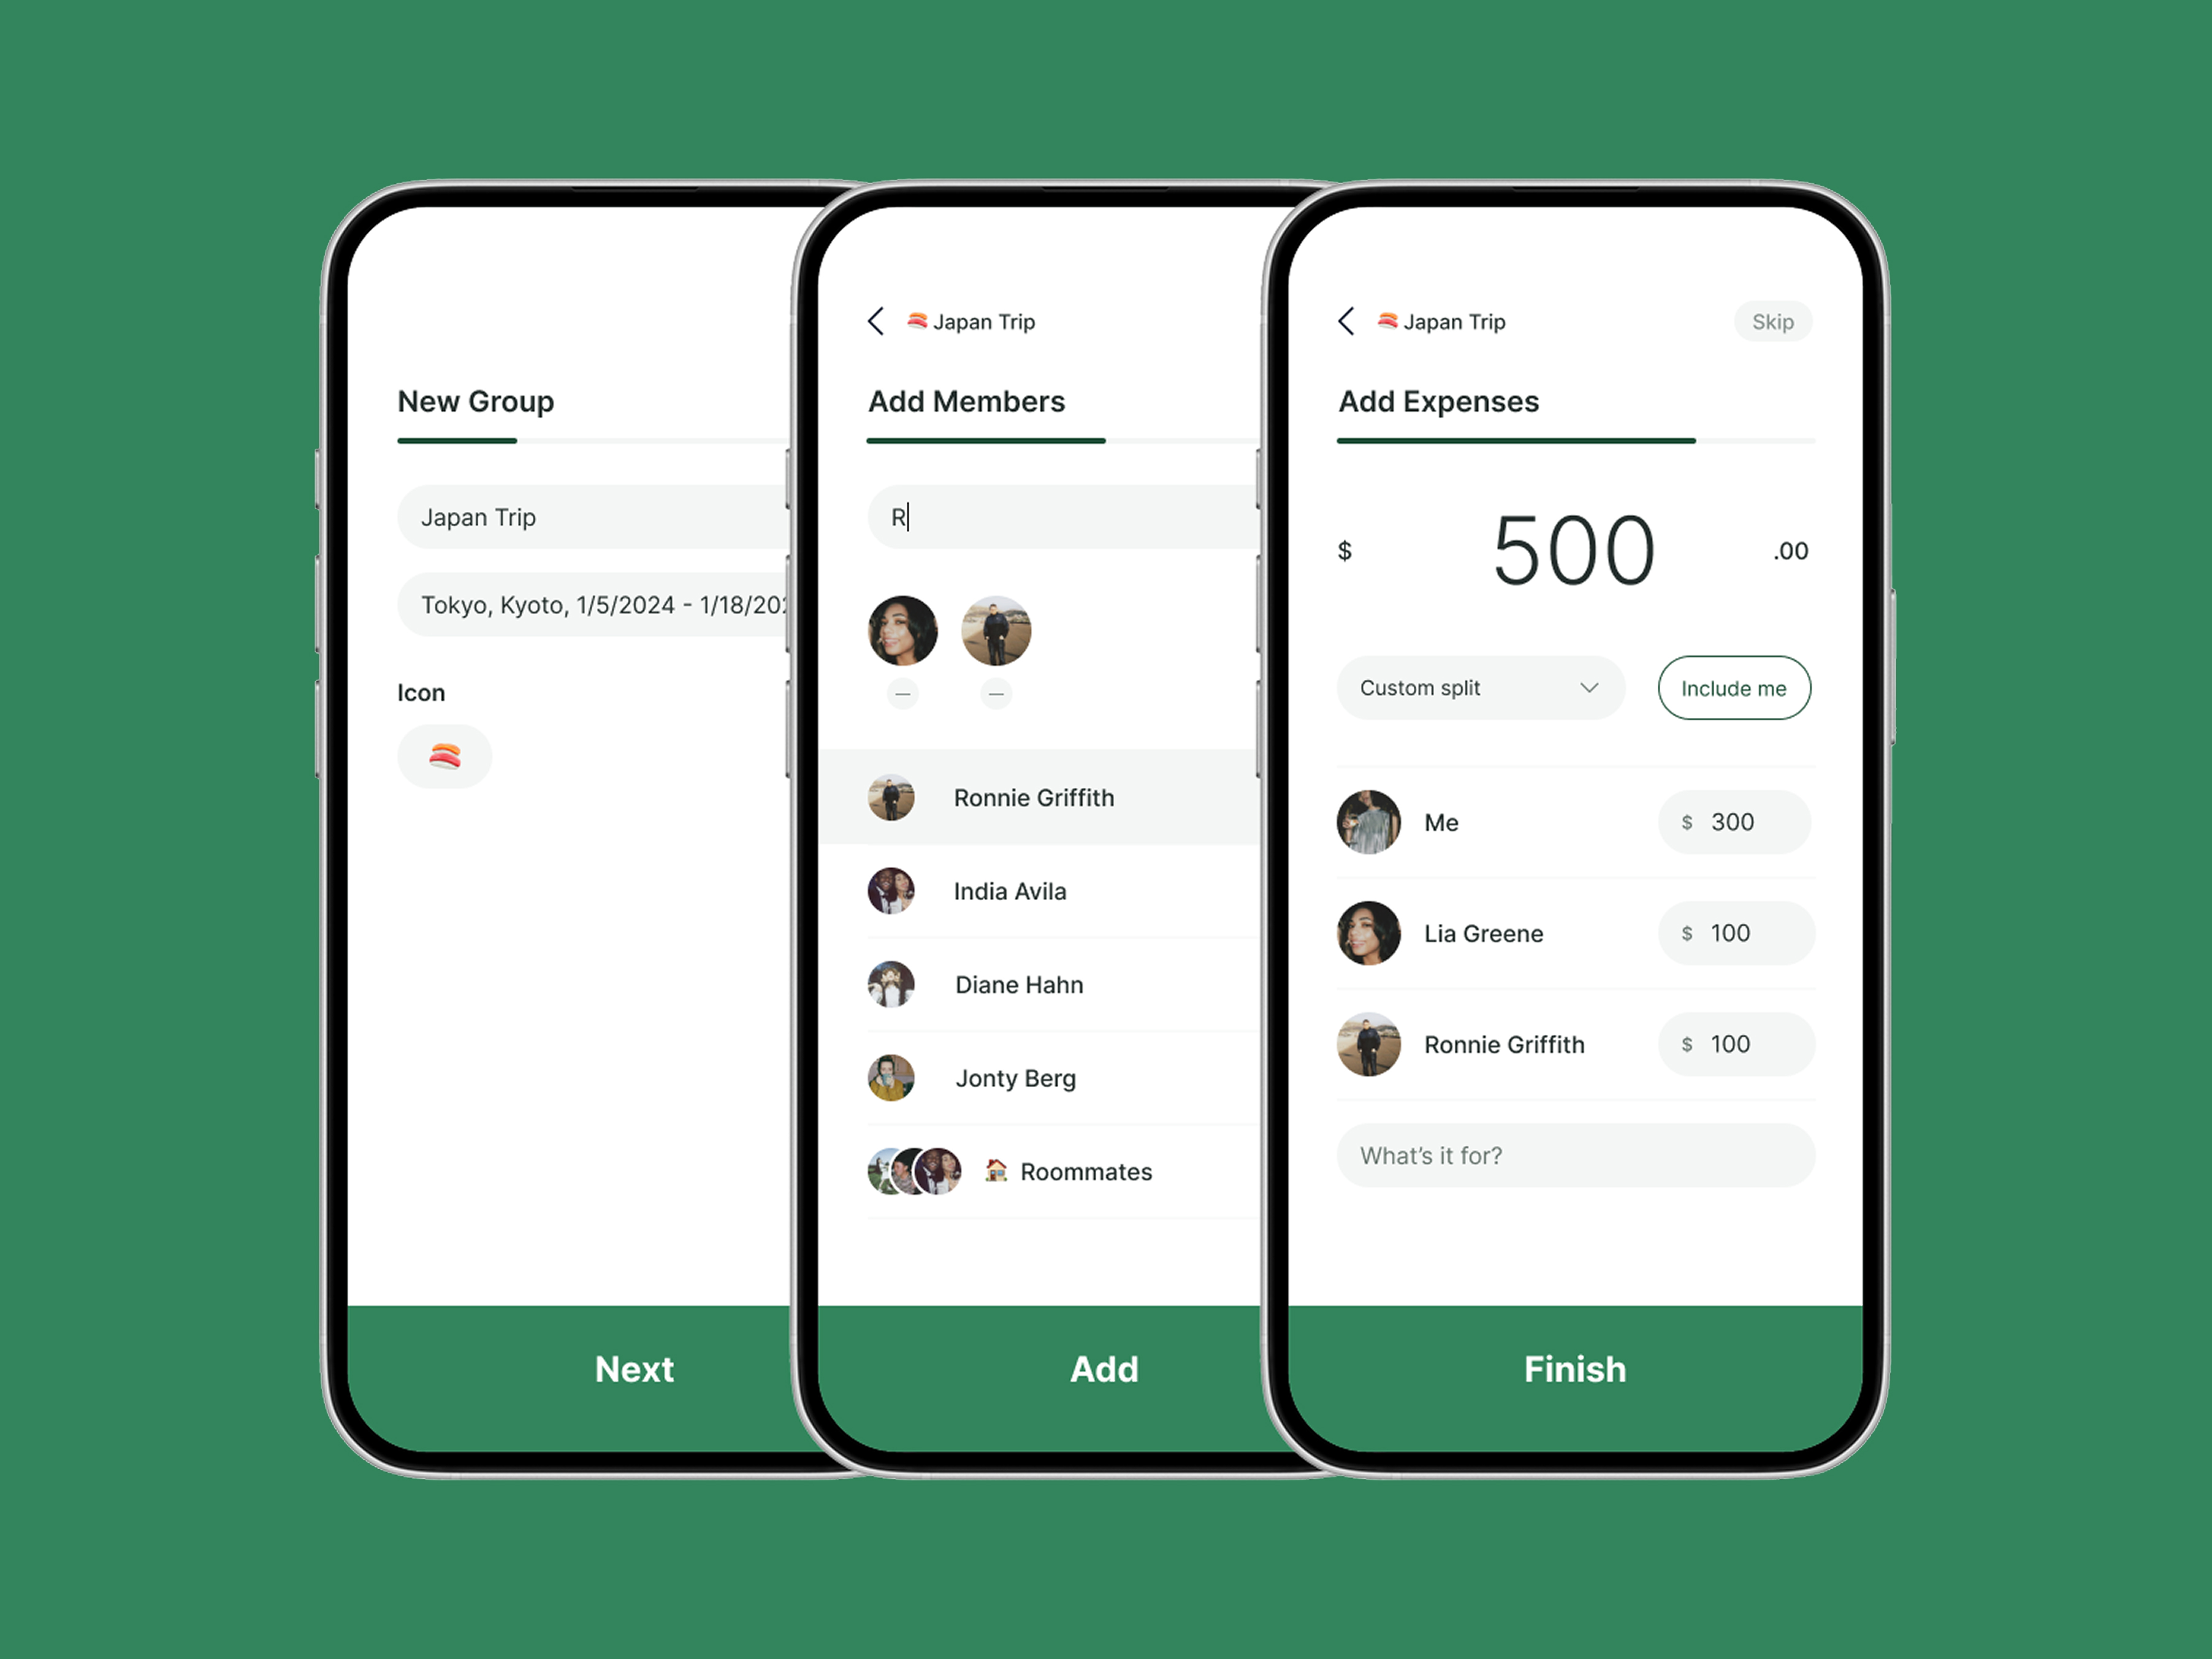 New Group
Japan Trip
Tokyo, Kyoto, 1/5/2024 - 1/18/202
Icon
Next
Japan Trip
Add Members
R
Ronnie Griffith
India Avila
Diane Hahn
Jonty Berg
Roommates
Add
Japan Trip
Skip
Add Expenses
$ 500 .00
Custom split
Include me
Me $ 300
Lia Greene $ 100
Ronnie Griffith $ 100
What’s it for?
Finish